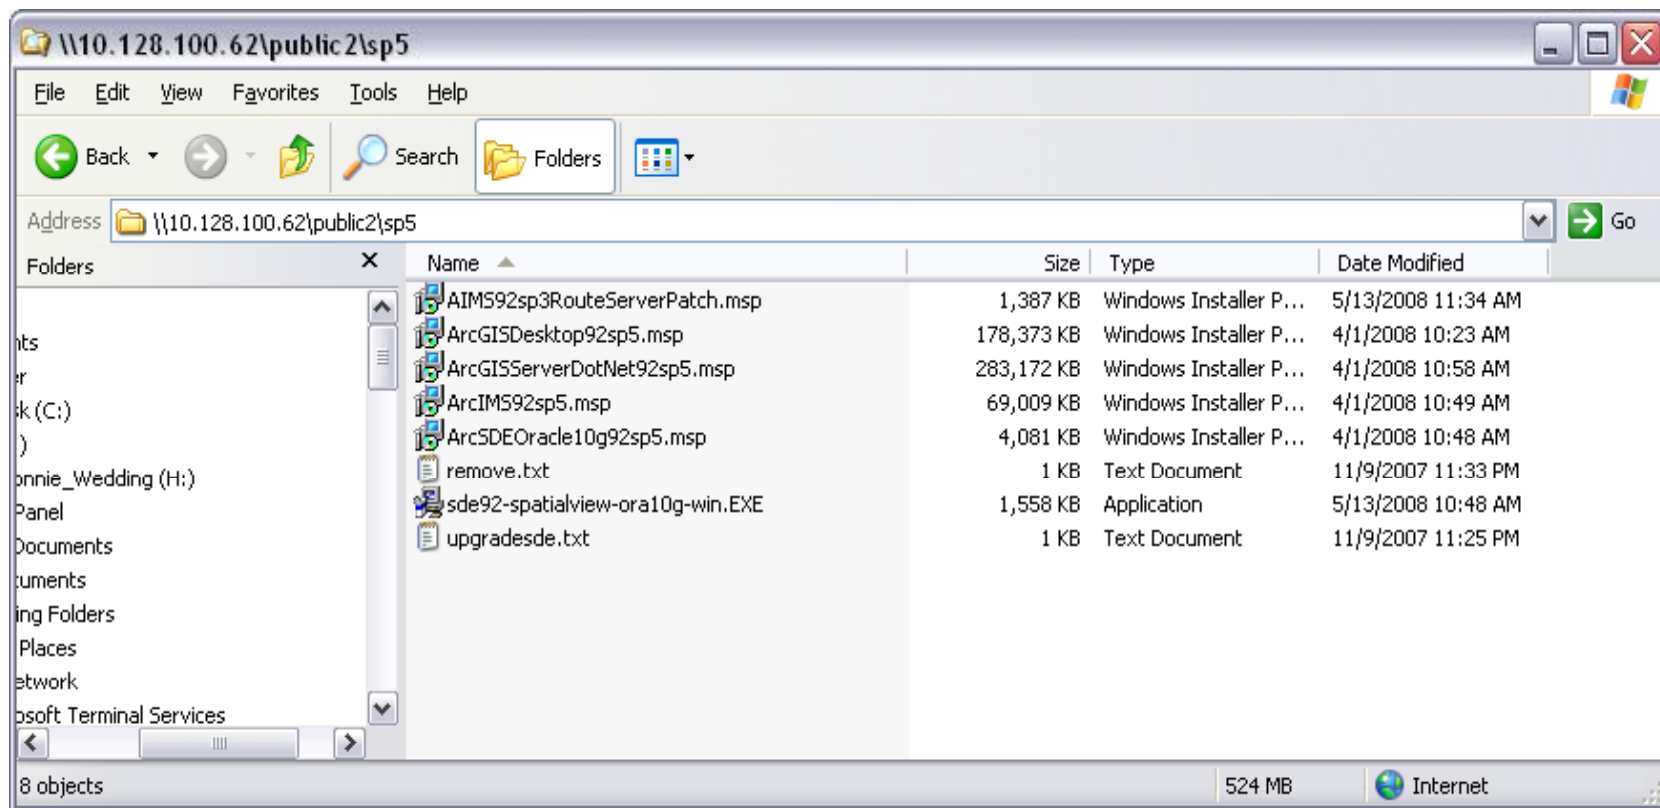 \\10.128.100.62\public2\sp5
File Edit View Favorites Tools Help
Back Search Folders
Address \\10.128.100.62\public2\sp5 Go
Folders
Name Size Type Date Modified
AIMS92sp3RouteServerPatch.msp 1,387 KB Windows Installer P... 5/13/2008 11:34 AM
ArcGISDesktop92sp5.msp 178,373 KB Windows Installer P... 4/1/2008 10:23 AM
ArcGISServerDotNet92sp5.msp 283,172 KB Windows Installer P... 4/1/2008 10:58 AM
ArcIMS92sp5.msp 69,009 KB Windows Installer P... 4/1/2008 10:49 AM
ArcSDEOracle10g92sp5.msp 4,081 KB Windows Installer P... 4/1/2008 10:48 AM
remove.txt 1 KB Text Document 11/9/2007 11:33 PM
sde92-spatialview-ora10g-win.EXE 1,558 KB Application 5/13/2008 10:48 AM
upgradesde.txt 1 KB Text Document 11/9/2007 11:25 PM
nts
er
sk (C:)
)
onnie_Wedding (H:)
Panel
Documents
cuments
ing Folders
Places
etwork
osoft Terminal Services
8 objects 524 MB Internet